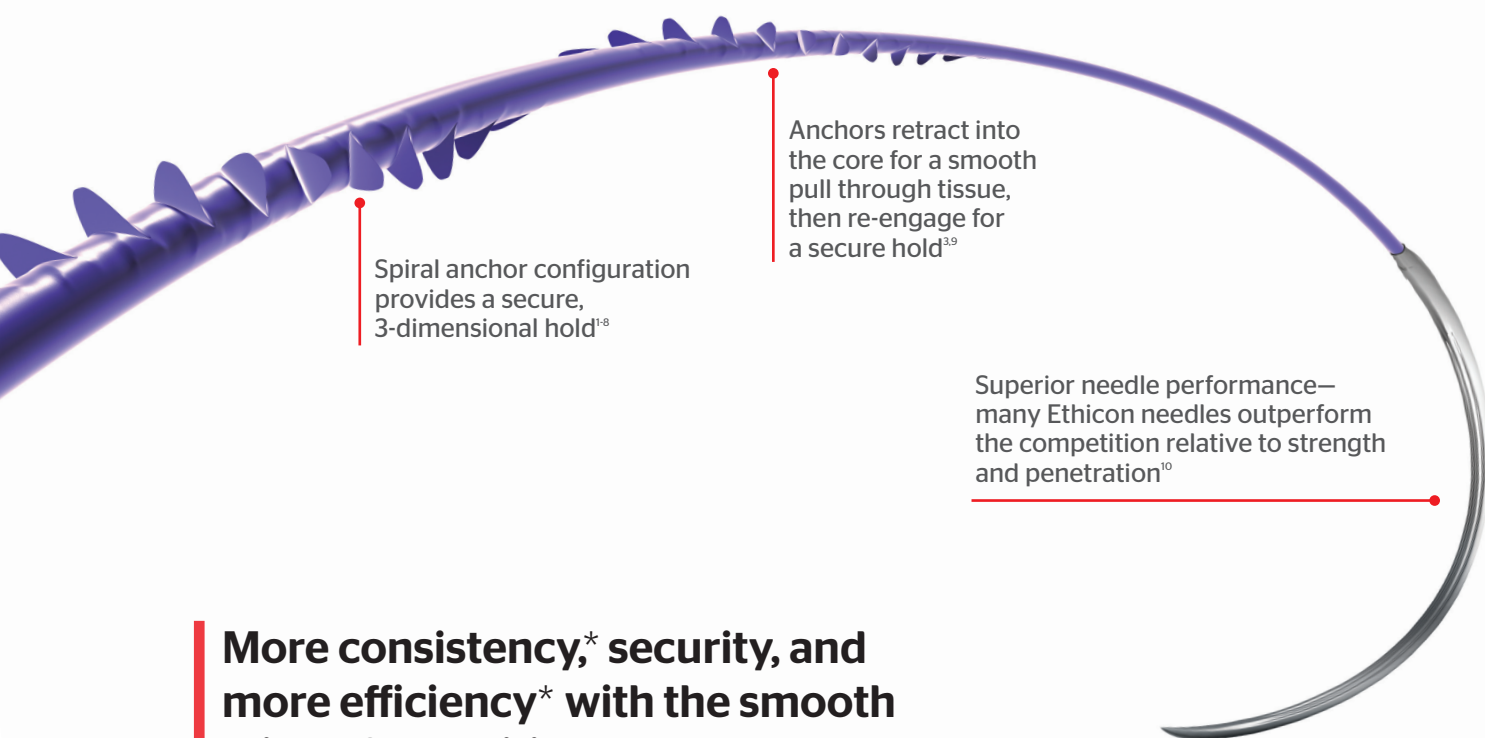 Anchors retract into
the core for a smooth
pull through tissue,
then re-engage for
a secure hold3,9
Spiral anchor configuration
provides a secure,
3-dimensional hold1-8
Superior needle performance—
many Ethicon needles outperform
the competition relative to strength
and penetration10
More consistency,* security, and
more efficiency* with the smooth